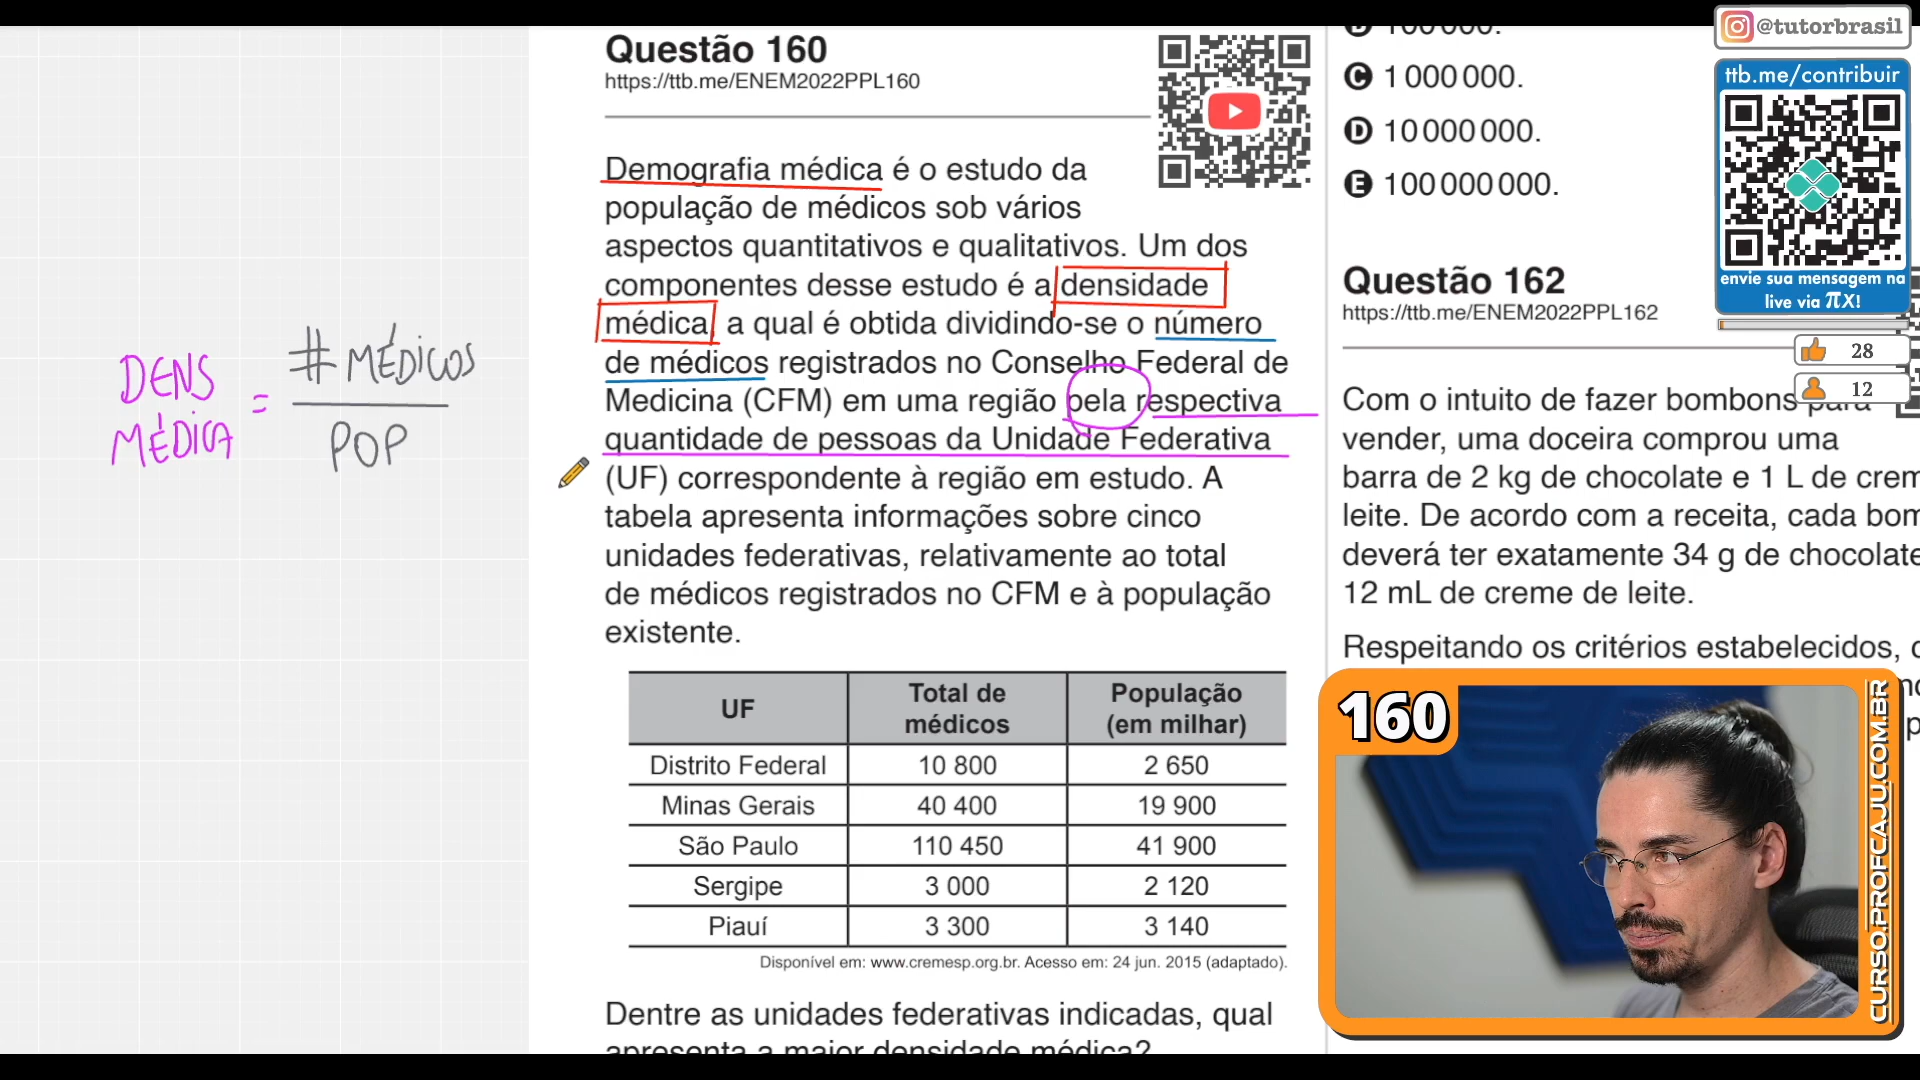 DENS
MÉDICA
=
# MÉDICOS
POP
Questão 160
https://ttb.me/ENEM2022PPL160
Demografia médica é o estudo da
população de médicos sob vários
aspectos quantitativos e qualitativos. Um dos
componentes desse estudo é a densidade
médica, a qual é obtida dividindo-se o número
de médicos registrados no Conselho Federal de
Medicina (CFM) em uma região pela respectiva
quantidade de pessoas da Unidade Federativa
(UF) correspondente à região em estudo. A
tabela apresenta informações sobre cinco
unidades federativas, relativamente ao total
de médicos registrados no CFM e à população
existente.
UF Total de médicos População (em milhar)
Distrito Federal 10 800 2 650
Minas Gerais 40 400 19 900
São Paulo 110 450 41 900
Sergipe 3 000 2 120
Piauí 3 300 3 140
Disponível em: www.cremesp.org.br. Acesso em: 24 jun. 2015 (adaptado).
Dentre as unidades federativas indicadas, qual
apresenta a maior densidade médica?
C 1 000 000.
D 10 000 000.
E 100 000 000.
Questão 162
https://ttb.me/ENEM2022PPL162
Com o intuito de fazer bombons para
vender, uma doceira comprou uma
barra de 2 kg de chocolate e 1 L de crem
leite. De acordo com a receita, cada bom
deverá ter exatamente 34 g de chocolate
12 mL de creme de leite.
Respeitando os critérios estabelecidos,
@tutorbrasil
ttb.me/contribuir
envie sua mensagem na
live via πX!
28
12
160
CURSO.PROFCAJU.COM.BR